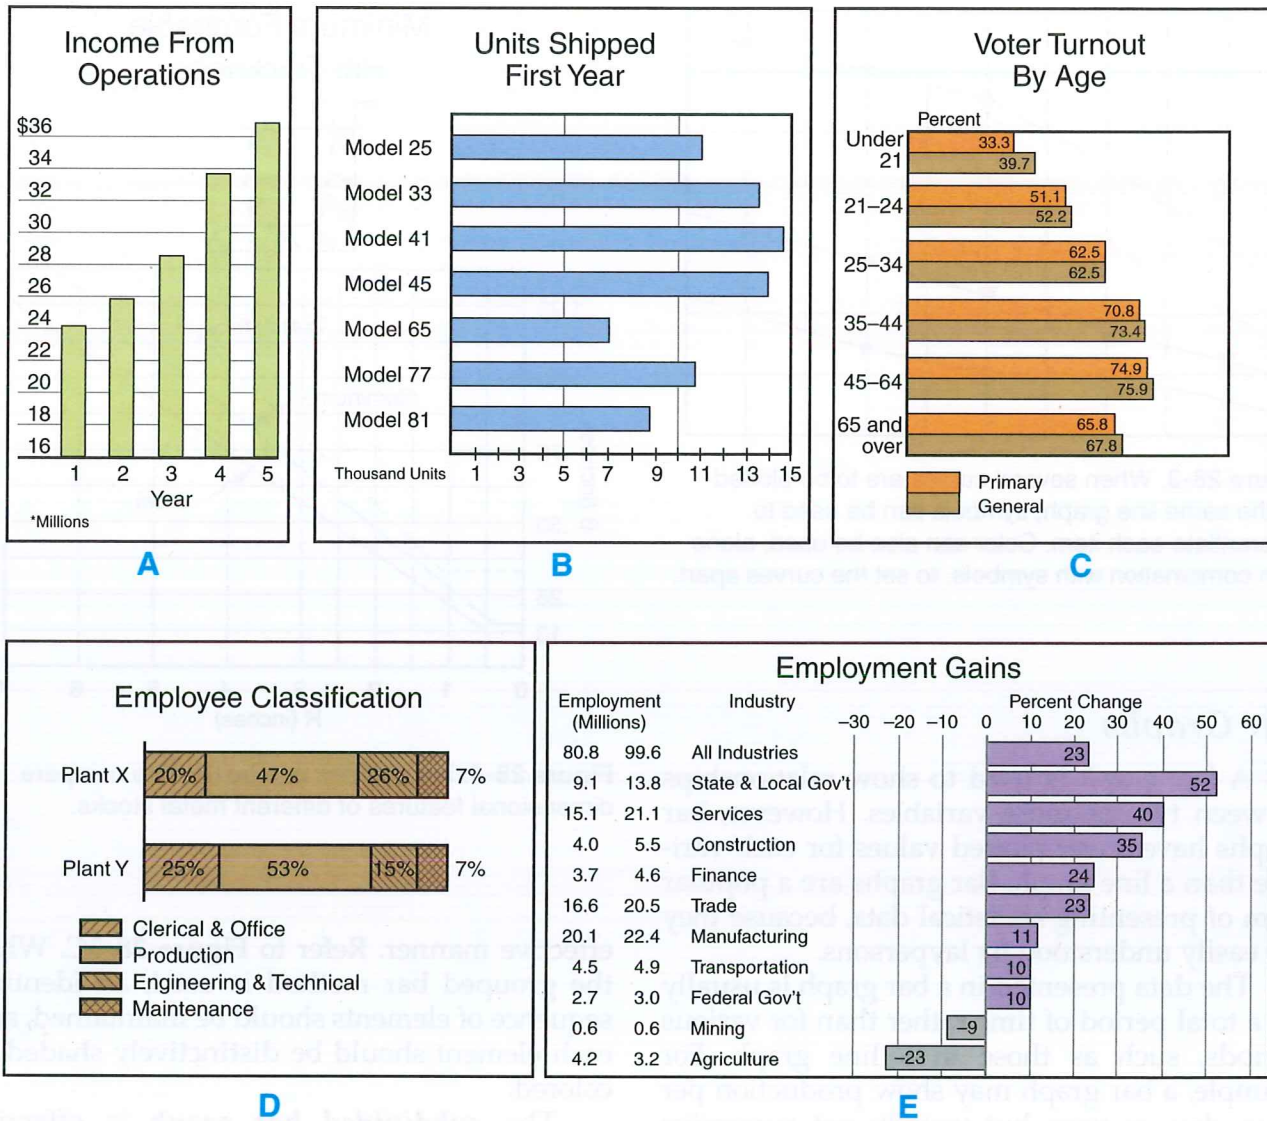 Income From
Operations
$36
34
32
30
28
26
24
22
20
18
16
1 2 3 4 5
Year
*Millions
A
Units Shipped
First Year
Model 25
Model 33
Model 41
Model 45
Model 65
Model 77
Model 81
Thousand Units 1 3 5 7 9 11 13 15
B
Voter Turnout
By Age
Percent
Under
21
33.3
39.7
21–24
51.1
52.2
25–34
62.5
62.5
35–44
70.8
73.4
45–64
74.9
75.9
65 and
over
65.8
67.8
Primary
General
C
Employee Classification
Plant X 20% 47% 26% 7%
Plant Y 25% 53% 15% 7%
Clerical & Office
Production
Engineering & Technical
Maintenance
D
Employment Gains
Employment
(Millions)
Industry
Percent Change
–30 –20 –10 0 10 20 30 40 50 60
80.8 99.6 All Industries 23
9.1 13.8 State & Local Gov't 52
15.1 21.1 Services 40
4.0 5.5 Construction 35
3.7 4.6 Finance 24
16.6 20.5 Trade 23
20.1 22.4 Manufacturing 11
4.5 4.9 Transportation 10
2.7 3.0 Federal Gov't 10
0.6 0.6 Mining –9
4.2 3.2 Agriculture –23
E